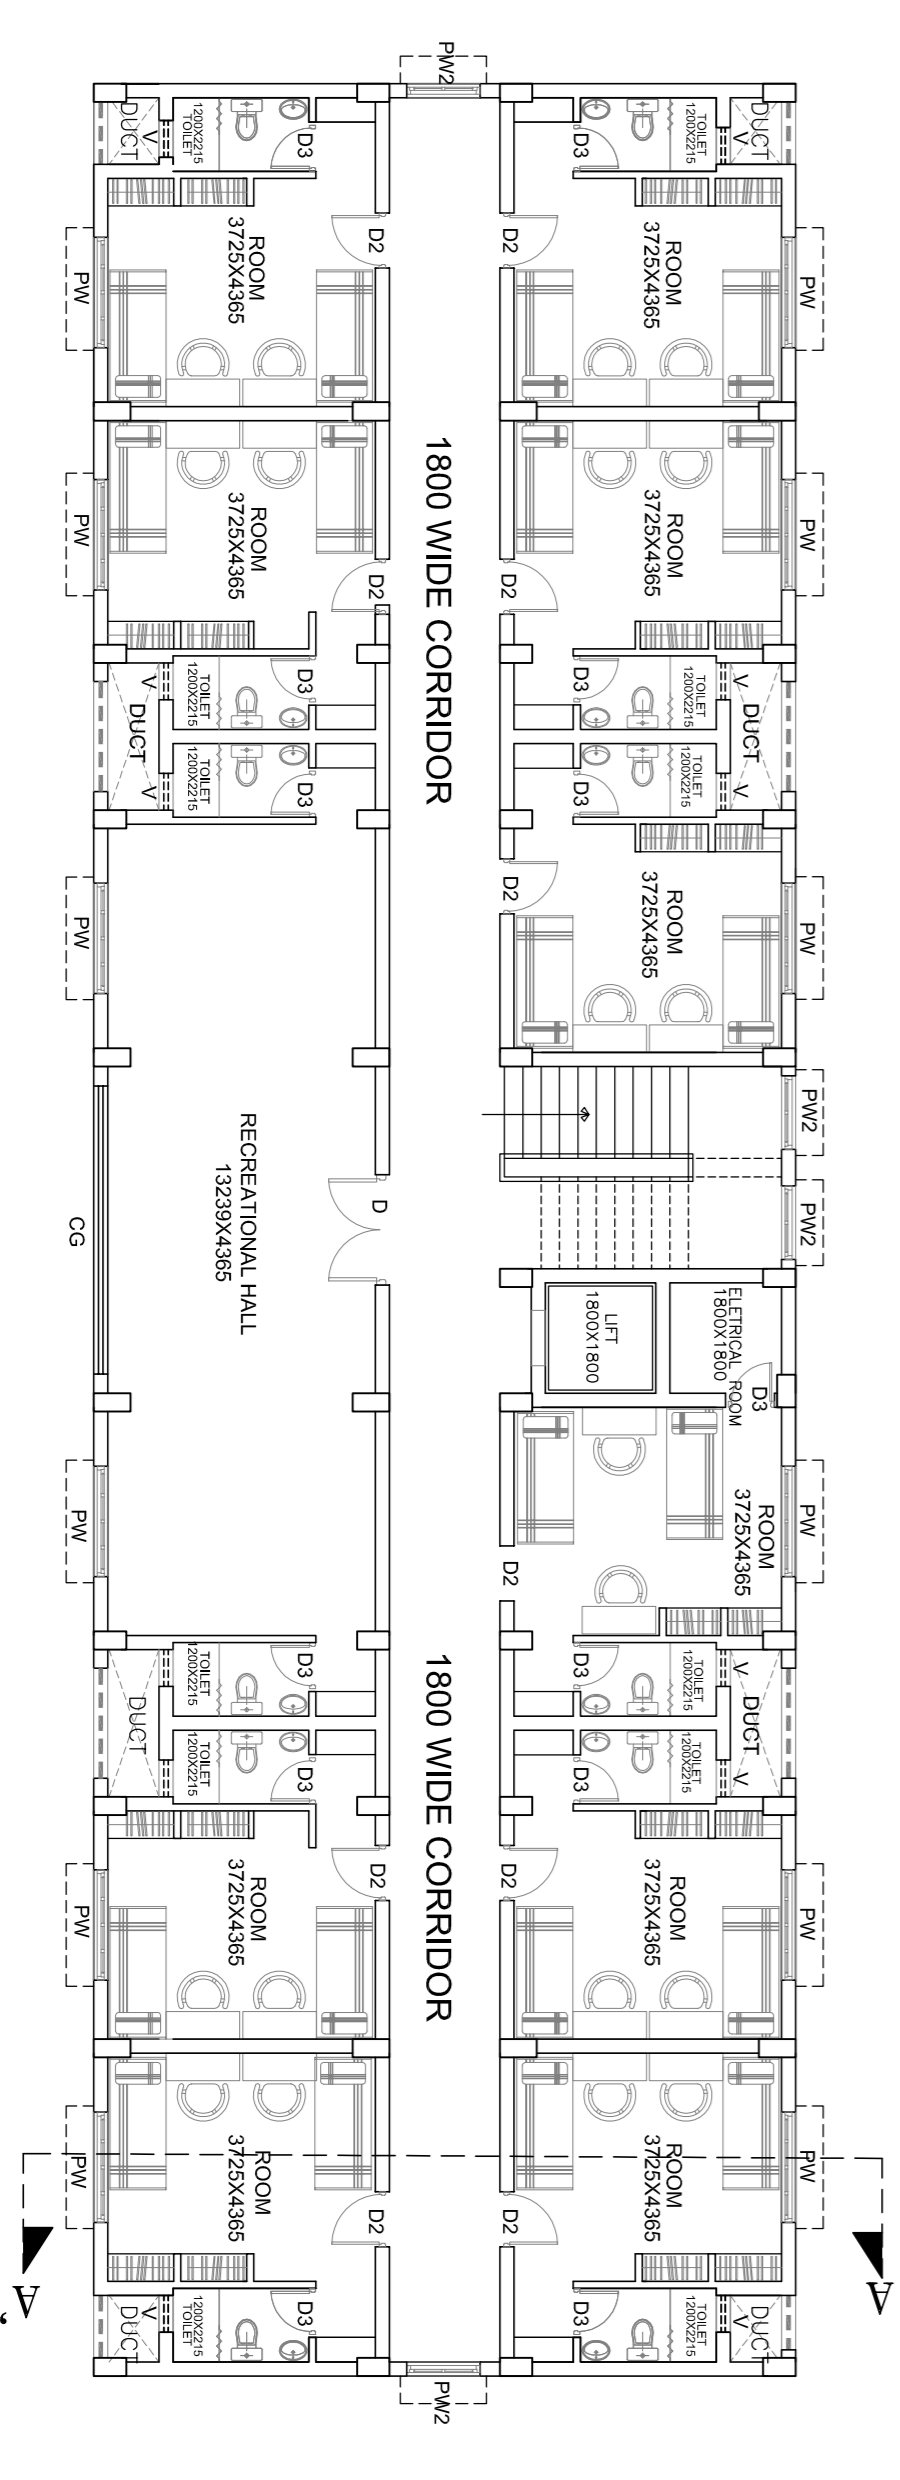 PW2
DUCT
V
TOILET
1200X2215
D3
D3
TOILET
1200X2215
V
DUCT
D2
D2
PW
ROOM
3725X4365
ROOM
3725X4365
PW
1800 WIDE CORRIDOR
PW
ROOM
3725X4365
ROOM
3725X4365
PW
D2
D2
V
TOILET
1200X2215
D3
D3
TOILET
1200X2215
V
DUCT
DUCT
V
TOILET
1200X2215
D3
D3
TOILET
1200X2215
V
D2
PW
ROOM
3725X4365
PW
PW2
RECREATIONAL HALL
13239X4365
D
PW2
CG
LIFT
1800X1800
ELETRICAL ROOM
1800X1800
D3
PW
D2
ROOM
3725X4365
PW
1800 WIDE CORRIDOR
TOILET
1200X2215
D3
D3
TOILET
1200X2215
V
DUCT
DUCT
TOILET
1200X2215
D3
D3
TOILET
1200X2215
V
D2
D2
PW
ROOM
3725X4365
ROOM
3725X4365
PW
PW
ROOM
3725X4365
ROOM
3725X4365
PW
D2
D2
A'
A
DUCT
V
TOILET
1200X2215
D3
D3
TOILET
1200X2215
V
DUCT
PW2